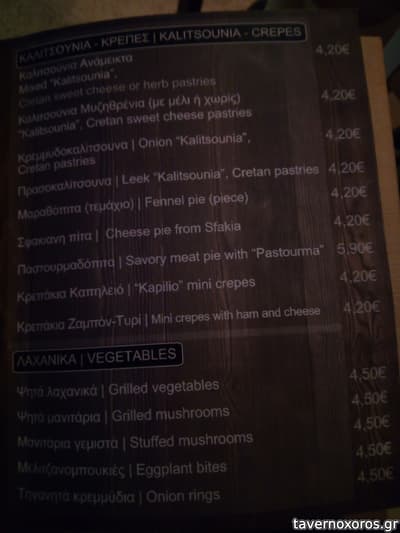 ΚΑΛΙΤΣΟΥΝΙΑ - ΚΡΕΠΕΣ | KALITSOUNIA - CREPES
Καλιτσούνια Ανάμεικτα 4,20€
Mixed "Kalitsounia",
Cretan sweet cheese or herb pastries
Καλιτσούνια Μυζηθρένια (με μέλι ή χωρίς) 4,20€
"Kalitsounia", Cretan sweet cheese pastries
Κρεμμυδοκαλίτσουνα | Onion "Kalitsounia", 4,20€
Cretan pastries
Πρασοκαλίτσουνα | Leek "Kalitsounia", Cretan pastries 4,20€
Μαραθόπιτα (τεμάχιο) | Fennel pie (piece) 4,20€
Σφακιανη πίτα | Cheese pie from Sfakia 4,20€
Παστουρμαδόπιτα | Savory meat pie with "Pastourma" 5,90€
Κρεπάκια Καπηλειό | "Kapilio" mini crepes 4,20€
Κρεπάκια Ζαμπόν-Τυρί | Mini crepes with ham and cheese 4,20€
ΛΑΧΑΝΙΚΑ | VEGETABLES
Ψητά λαχανικά | Grilled vegetables 4,50€
Ψητά μανιτάρια | Grilled mushrooms 4,50€
Μανιτάρια γεμιστά | Stuffed mushrooms 4,50€
Μελιτζανομπουκιές | Eggplant bites 4,50€
Τηγανητά κρεμμύδια | Onion rings 4,50€
tavernoxoros.gr